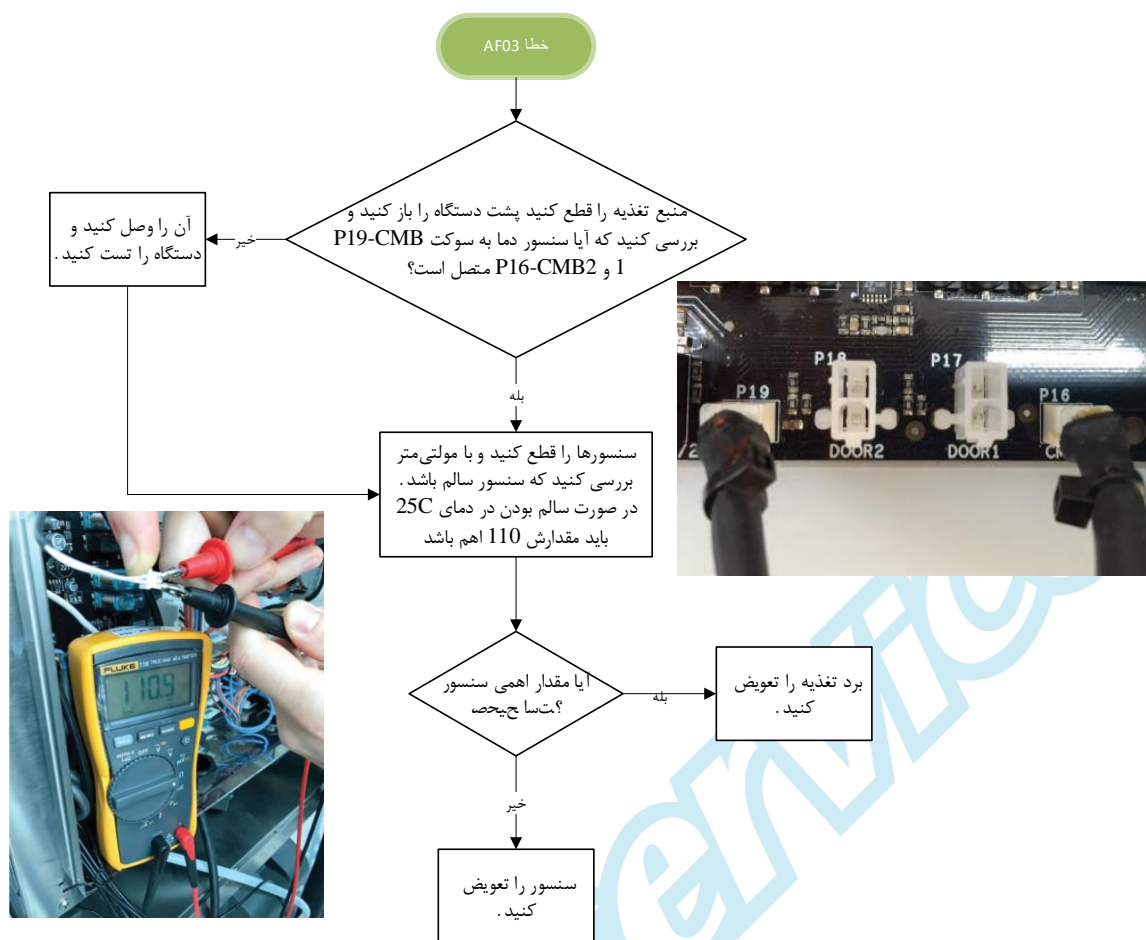 خطا AF03
منبع تغذیه را قطع کنید پشت دستگاه را باز کنید و
بررسی کنید که آیا سنسور دما به سوکت P19-CMB
1 و P16-CMB2 متصل است؟
خیر
آن را وصل کنید و
دستگاه را تست کنید.
بله
سنسورها را قطع کنید و با مولتی‌متر
بررسی کنید که سنسور سالم باشد.
در صورت سالم بودن در دمای 25C
باید مقدارش 110 اهم باشد
P18
P17
P19
P16
DOOR2
DOOR1
FLUKE
110.9
آیا مقدار اهمی سنسور
صحیح است؟
بله
برد تغذیه را تعویض
کنید.
خیر
سنسور را تعویض
کنید.
ervice